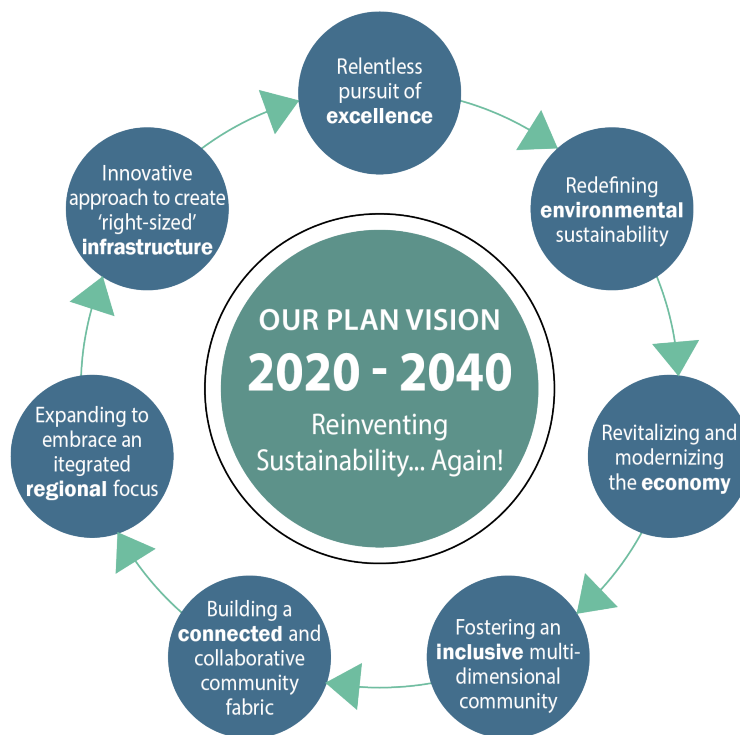 Relentless
pursuit of
excellence
Redefining
environmental
sustainability
Revitalizing and
modernizing
the economy
Fostering an
inclusive multi-
dimensional
community
Building a
connected and
collaborative
community
fabric
Expanding to
embrace an
itegrated
regional focus
Innovative
approach to create
‘right-sized’
infrastructure
OUR PLAN VISION
2020 - 2040
Reinventing
Sustainability... Again!